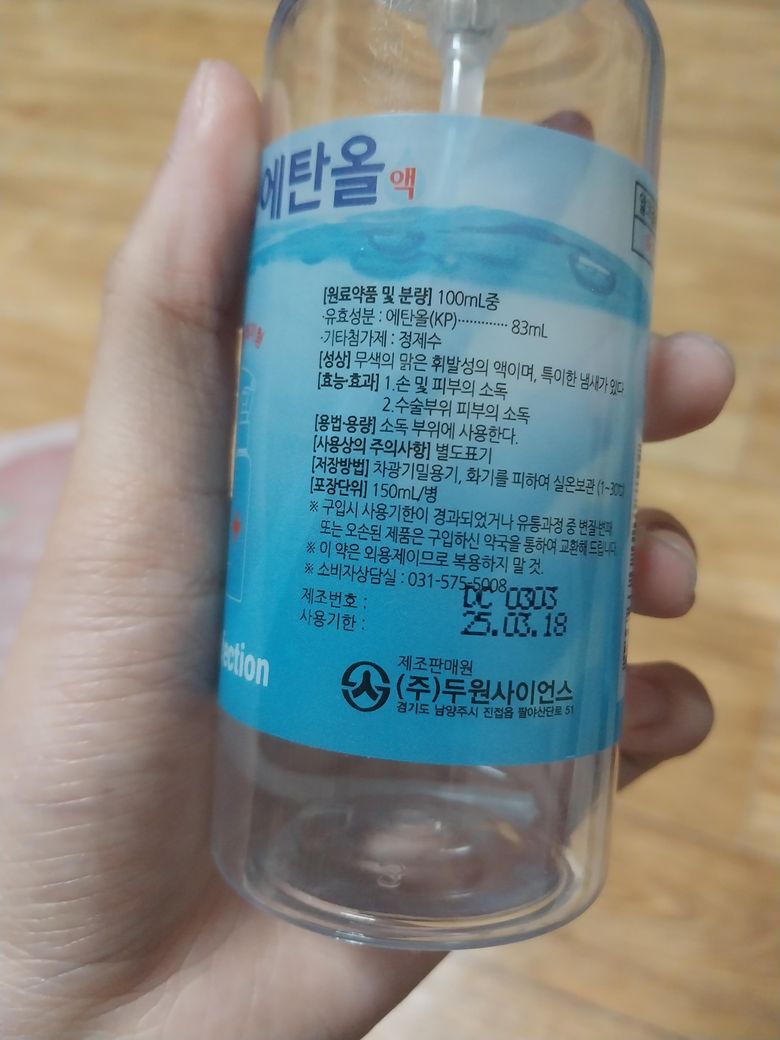 에탄올 액
[원료약품 및 분량] 100mL중
·유효성분 : 에탄올(KP)············· 83mL
·기타첨가제 : 정제수
[성상] 무색의 맑은 휘발성의 액이며, 특이한 냄새가 있다
[효능·효과] 1.손 및 피부의 소독
2.수술부위 피부의 소독
[용법·용량] 소독 부위에 사용한다.
[사용상의 주의사항] 별도표기
[저장방법] 차광기밀용기, 화기를 피하여 실온보관 (1~30℃)
[포장단위] 150mL/병
※ 구입시 사용기한이 경과되었거나 유통과정 중 변질·변패
또는 오손된 제품은 구입하신 약국을 통하여 교환해 드립니다.
※ 이 약은 외용제이므로 복용하지 말 것.
※ 소비자상담실 : 031-575-5008
제조번호 : DC 0303
사용기한 : 25.03.18
ection
제조판매원
(주)두원사이언스
경기도 남양주시 진접읍 팔야산단로 51